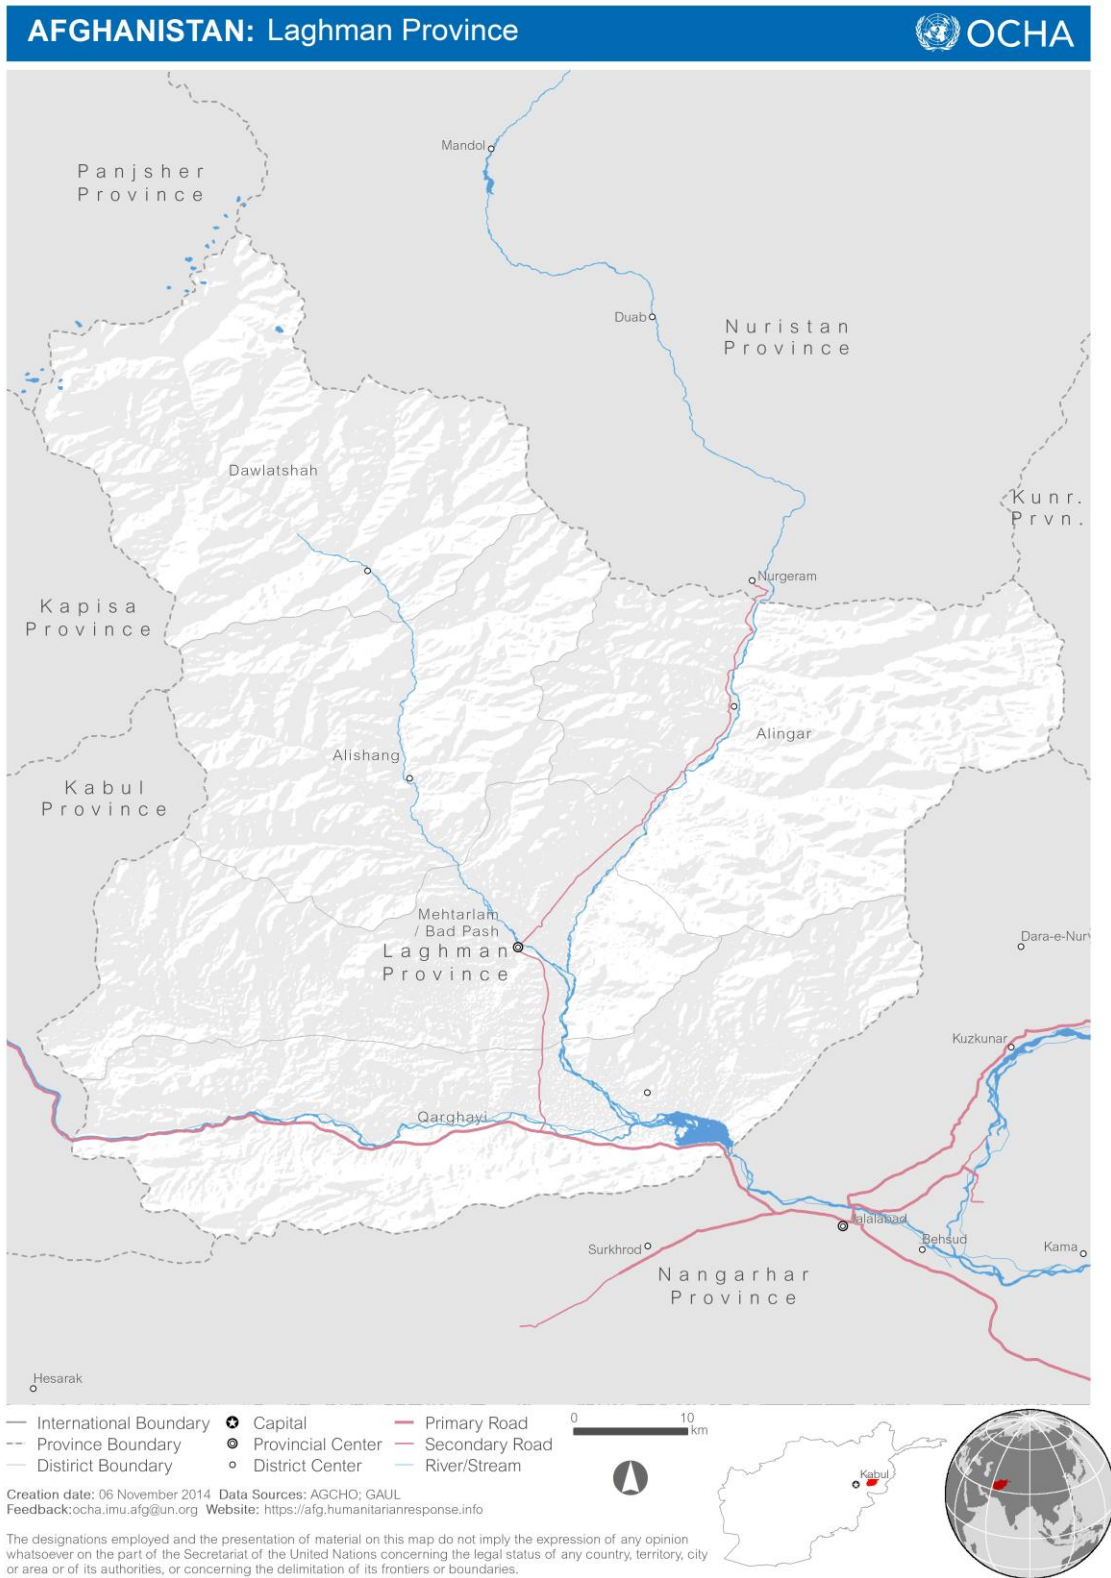 AFGHANISTAN: Laghman Province
OCHA
Mandol
Panjsher
Province
Duab
Nuristan
Province
Dawlatshah
Kunr.
Prvn.
Nurgeram
Kapisa
Province
Alingar
Alishang
Kabul
Province
Mehtarlam
/ Bad Pash
Laghman
Province
Dara-e-Nur
Kuzkunar
Qarghayi
Jalalabad
Surkhrod
Behsud
Kama
Nangarhar
Province
Hesarak
International Boundary
Capital
Primary Road
0 10
km
Province Boundary
Provincial Center
Secondary Road
Distirict Boundary
District Center
River/Stream
Kabul
Creation date: 06 November 2014 Data Sources: AGCHO; GAUL
Feedback:ocha.imu.afg@un.org Website: https://afg.humanitarianresponse.info
The designations employed and the presentation of material on this map do not imply the expression of any opinion
whatsoever on the part of the Secretariat of the United Nations concerning the legal status of any country, territory, city
or area or of its authorities, or concerning the delimitation of its frontiers or boundaries.